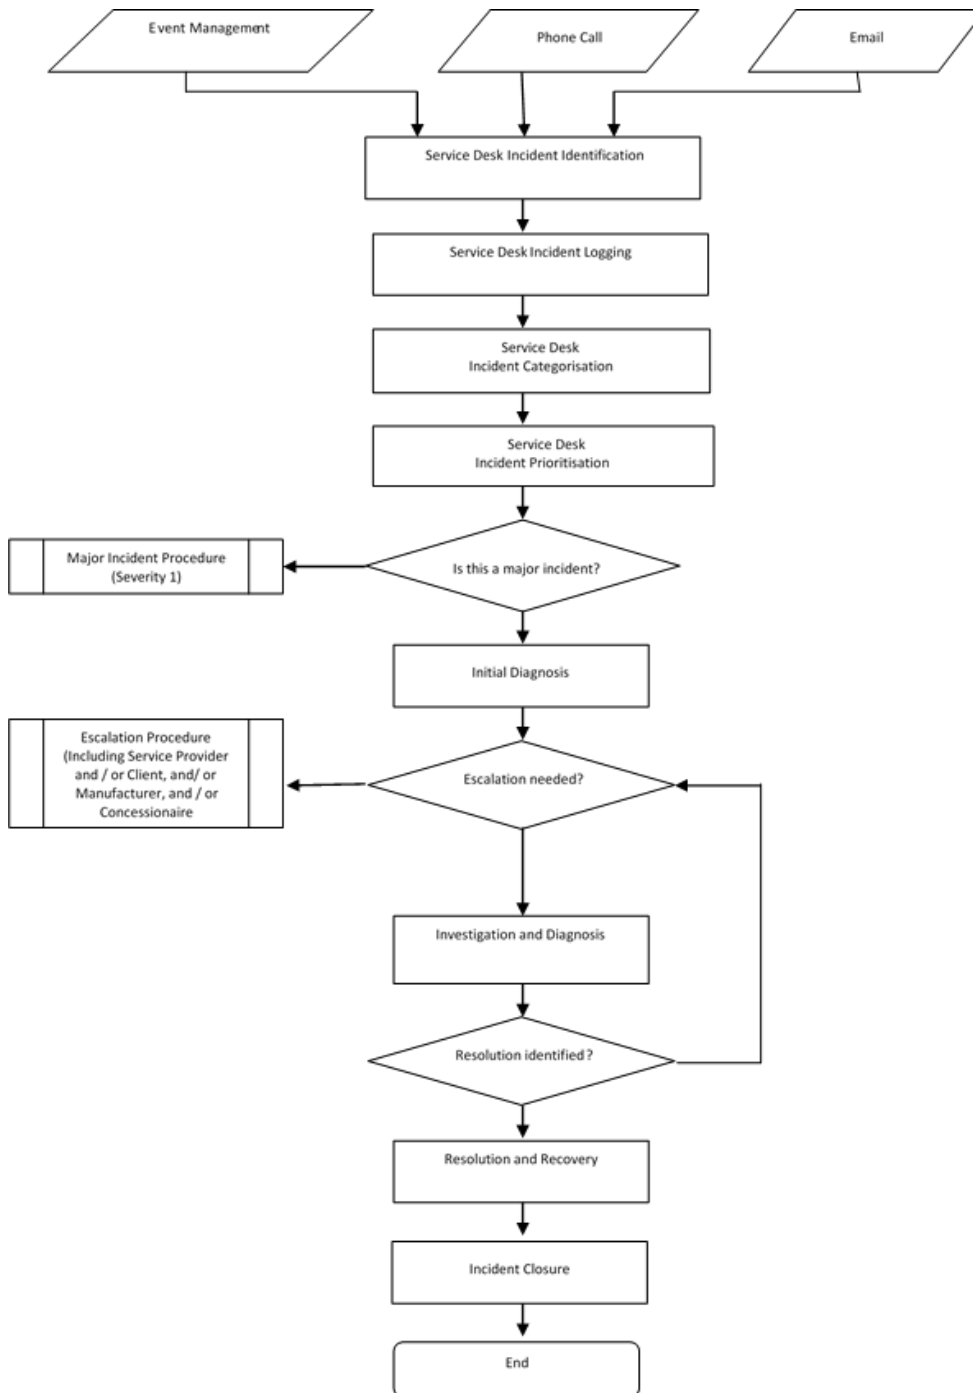 Event Management
Phone Call
Email
Service Desk Incident Identification
Service Desk Incident Logging
Service Desk
Incident Categorisation
Service Desk
Incident Prioritisation
Is this a major incident?
Major Incident Procedure
(Severity 1)
Initial Diagnosis
Escalation needed?
Escalation Procedure
(Including Service Provider
and / or Client, and/ or
Manufacturer, and / or
Concessionaire
Investigation and Diagnosis
Resolution identified?
Resolution and Recovery
Incident Closure
End